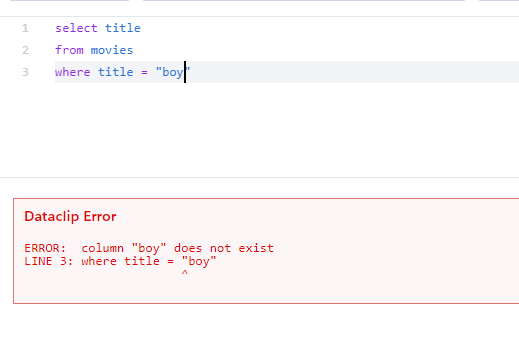 1 select title
2 from movies
3 where title = "boy"
Dataclip Error
ERROR:  column "boy" does not exist
LINE 3: where title = "boy"
^